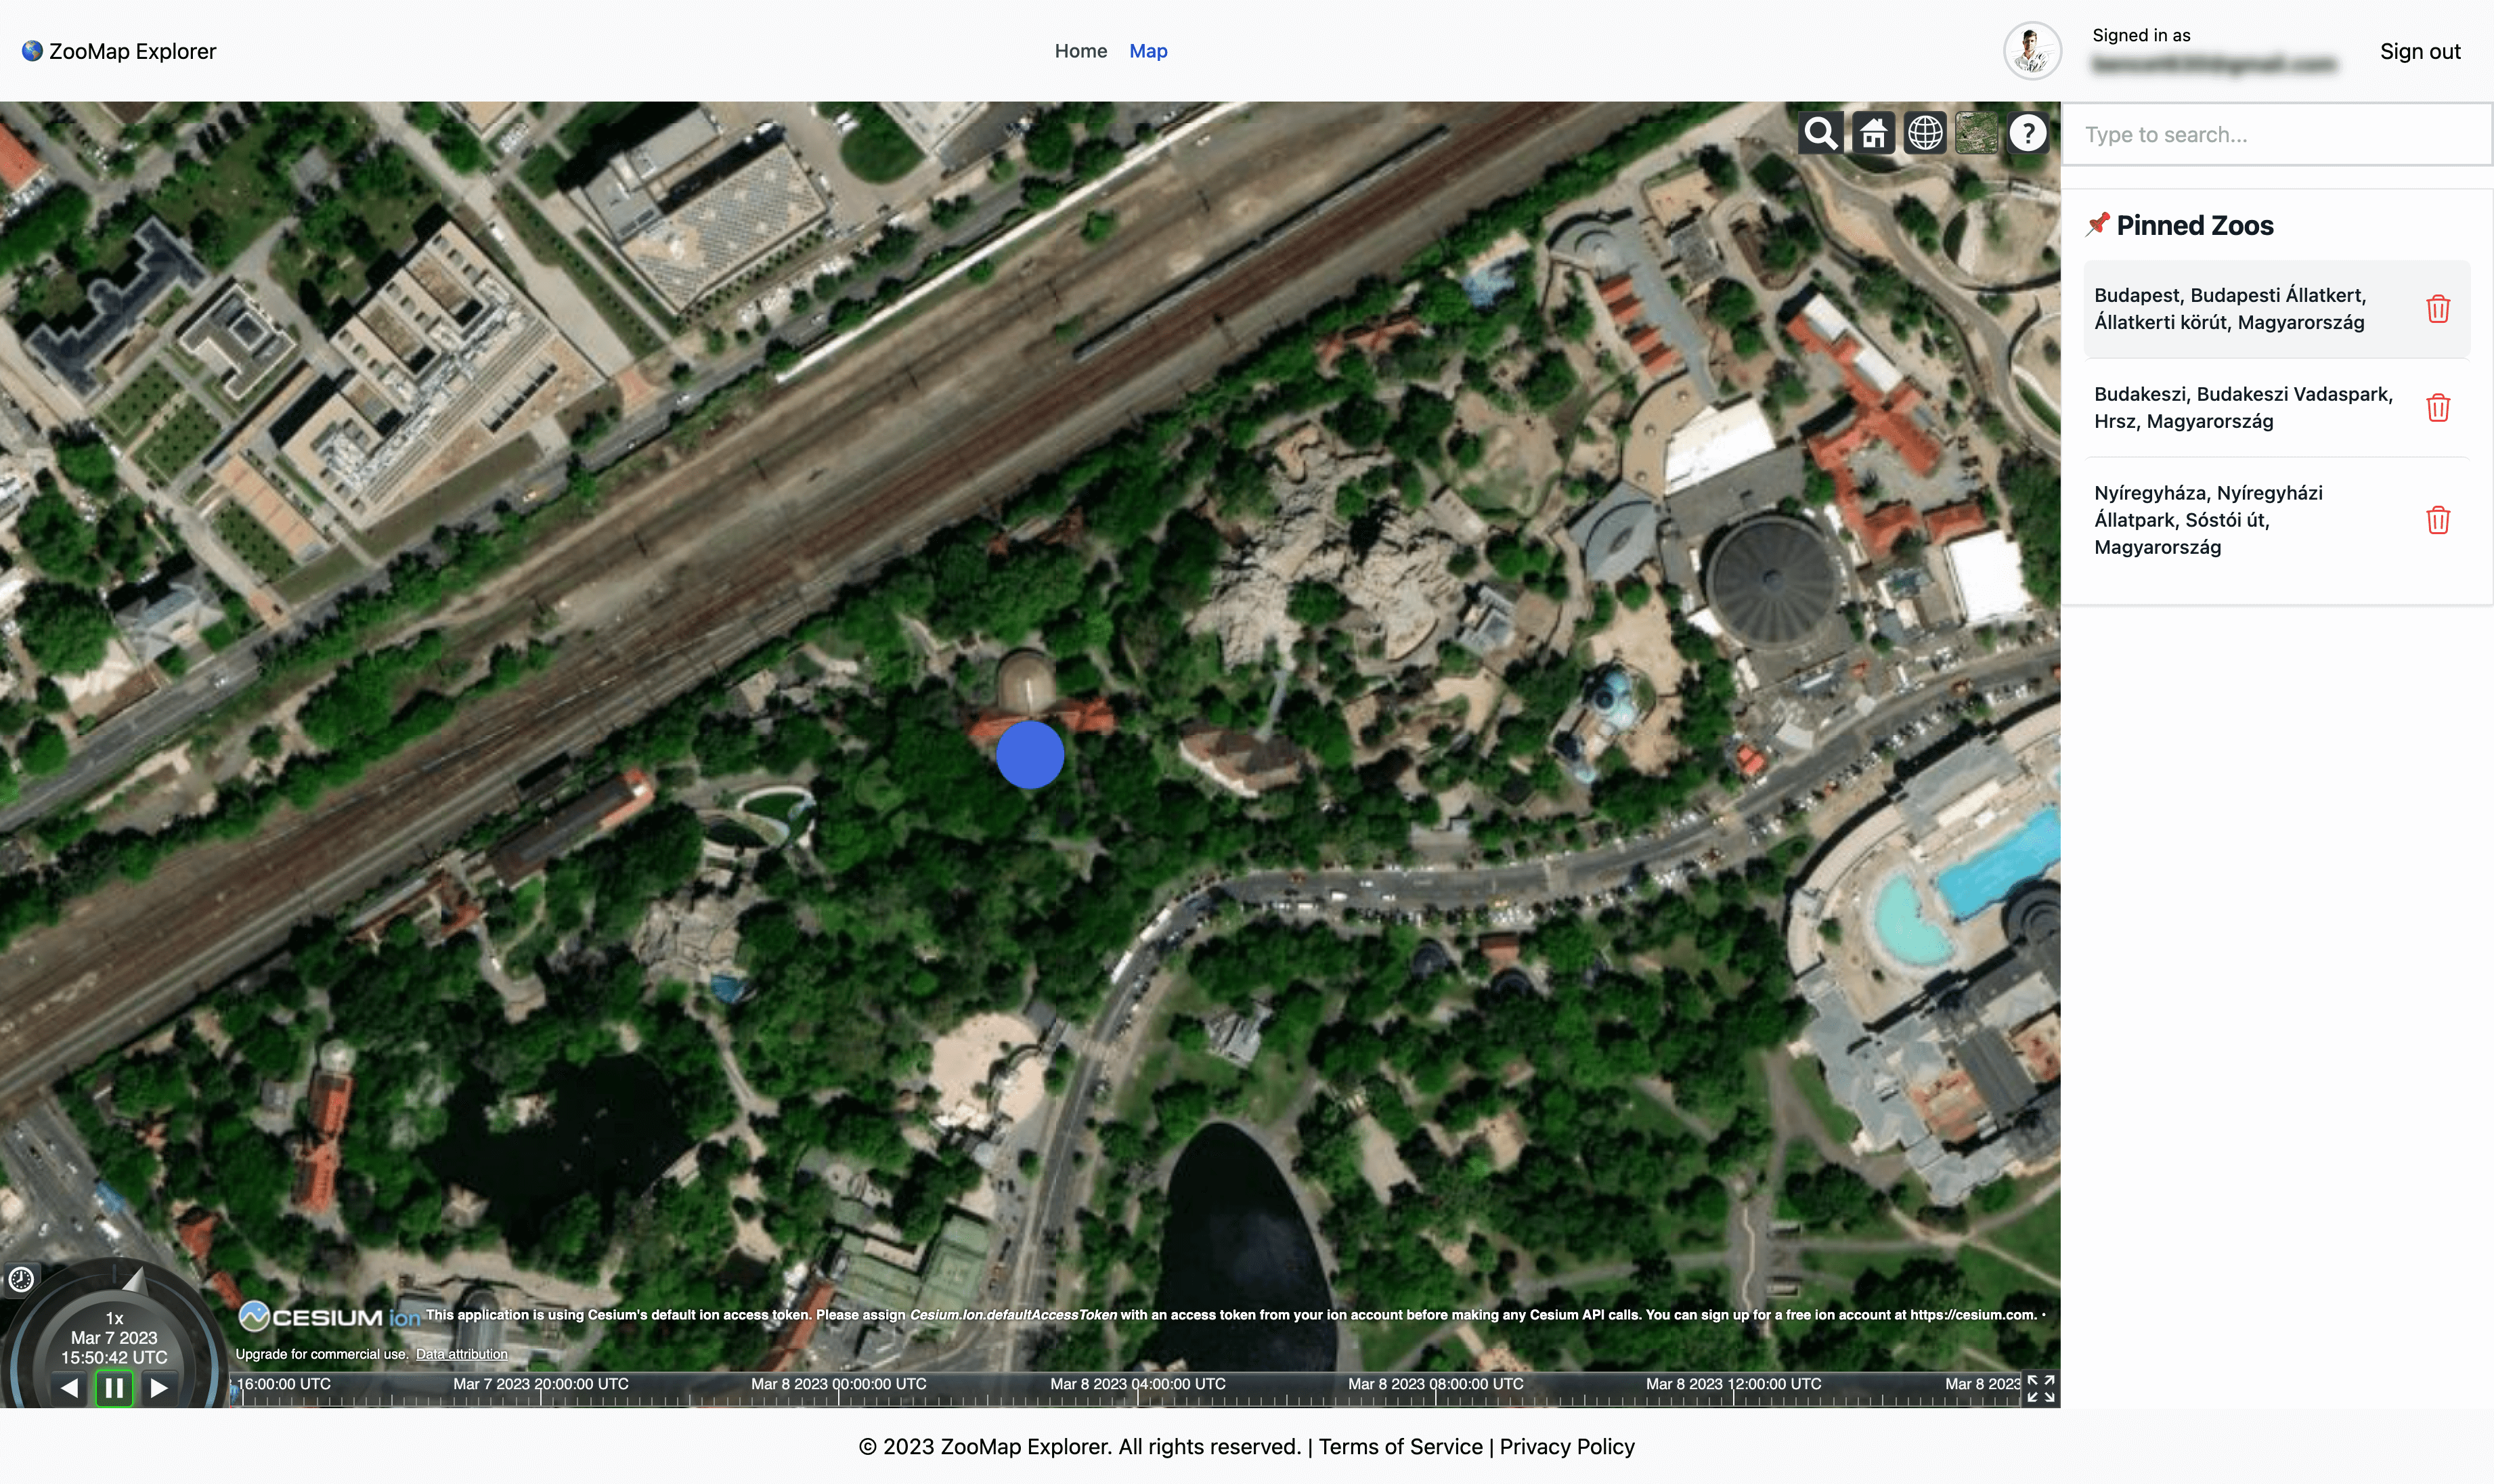 ZooMap Explorer
Home
Map
Signed in as
Sign out
Type to search...
Pinned Zoos
Budapest, Budapesti Állatkert,
Állatkerti körút, Magyarország
Budakeszi, Budakeszi Vadaspark,
Hrsz, Magyarország
Nyíregyháza, Nyíregyházi
Állatpark, Sóstói út,
Magyarország
1x
Mar 7 2023
15:50:42 UTC
CESIUM ion This application is using Cesium's default ion access token. Please assign Cesium.Ion.defaultAccessToken with an access token from your ion account before making any Cesium API calls. You can sign up for a free ion account at https://cesium.com. •
Upgrade for commercial use. Data attribution
16:00:00 UTC
Mar 7 2023 20:00:00 UTC
Mar 8 2023 00:00:00 UTC
Mar 8 2023 04:00:00 UTC
Mar 8 2023 08:00:00 UTC
Mar 8 2023 12:00:00 UTC
Mar 8 2023
© 2023 ZooMap Explorer. All rights reserved. | Terms of Service | Privacy Policy